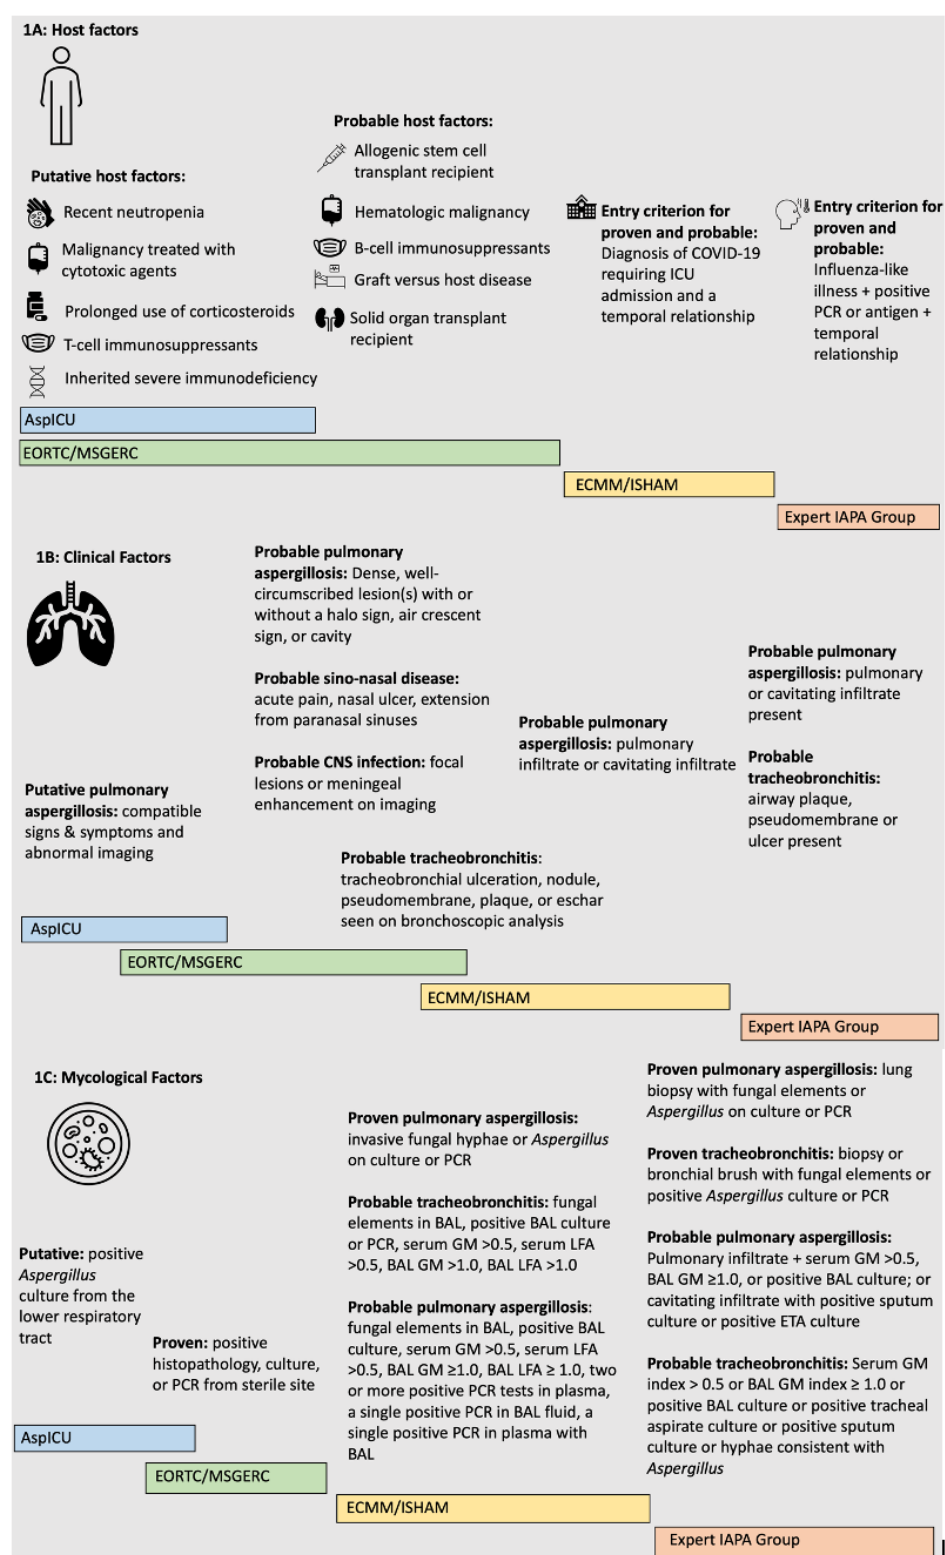 1A: Host factors
Putative host factors:
Recent neutropenia
Malignancy treated with
cytotoxic agents
Prolonged use of corticosteroids
T-cell immunosuppressants
Inherited severe immunodeficiency
Probable host factors:
Allogenic stem cell
transplant recipient
Hematologic malignancy
B-cell immunosuppressants
Graft versus host disease
Solid organ transplant
recipient
Entry criterion for
proven and probable:
Diagnosis of COVID-19
requiring ICU
admission and a
temporal relationship
Entry criterion for
proven and
probable:
Influenza-like
illness + positive
PCR or antigen +
temporal
relationship
AspICU
EORTC/MSGERC
ECMM/ISHAM
Expert IAPA Group
1B: Clinical Factors
Putative pulmonary
aspergillosis: compatible
signs & symptoms and
abnormal imaging
Probable pulmonary
aspergillosis: Dense, well-
circumscribed lesion(s) with or
without a halo sign, air crescent
sign, or cavity
Probable sino-nasal disease:
acute pain, nasal ulcer, extension
from paranasal sinuses
Probable CNS infection: focal
lesions or meningeal
enhancement on imaging
Probable tracheobronchitis:
tracheobronchial ulceration, nodule,
pseudomembrane, plaque, or eschar
seen on bronchoscopic analysis
Probable pulmonary
aspergillosis: pulmonary
infiltrate or cavitating infiltrate
Probable pulmonary
aspergillosis: pulmonary
or cavitating infiltrate
present
Probable
tracheobronchitis:
airway plaque,
pseudomembrane or
ulcer present
AspICU
EORTC/MSGERC
ECMM/ISHAM
Expert IAPA Group
1C: Mycological Factors
Putative: positive
Aspergillus
culture from the
lower respiratory
tract
Proven: positive
histopathology, culture,
or PCR from sterile site
Proven pulmonary aspergillosis:
invasive fungal hyphae or Aspergillus
on culture or PCR
Probable tracheobronchitis: fungal
elements in BAL, positive BAL culture
or PCR, serum GM >0.5, serum LFA
>0.5, BAL GM >1.0, BAL LFA >1.0
Probable pulmonary aspergillosis:
fungal elements in BAL, positive BAL
culture, serum GM >0.5, serum LFA
>0.5, BAL GM ≥1.0, BAL LFA ≥ 1.0, two
or more positive PCR tests in plasma,
a single positive PCR in BAL fluid, a
single positive PCR in plasma with
BAL
Proven pulmonary aspergillosis: lung
biopsy with fungal elements or
Aspergillus on culture or PCR
Proven tracheobronchitis: biopsy or
bronchial brush with fungal elements or
positive Aspergillus culture or PCR
Probable pulmonary aspergillosis:
Pulmonary infiltrate + serum GM >0.5,
BAL GM ≥1.0, or positive BAL culture; or
cavitating infiltrate with positive sputum
culture or positive ETA culture
Probable tracheobronchitis: Serum GM
index > 0.5 or BAL GM index ≥ 1.0 or
positive BAL culture or positive tracheal
aspirate culture or positive sputum
culture or hyphae consistent with
Aspergillus
AspICU
EORTC/MSGERC
ECMM/ISHAM
Expert IAPA Group